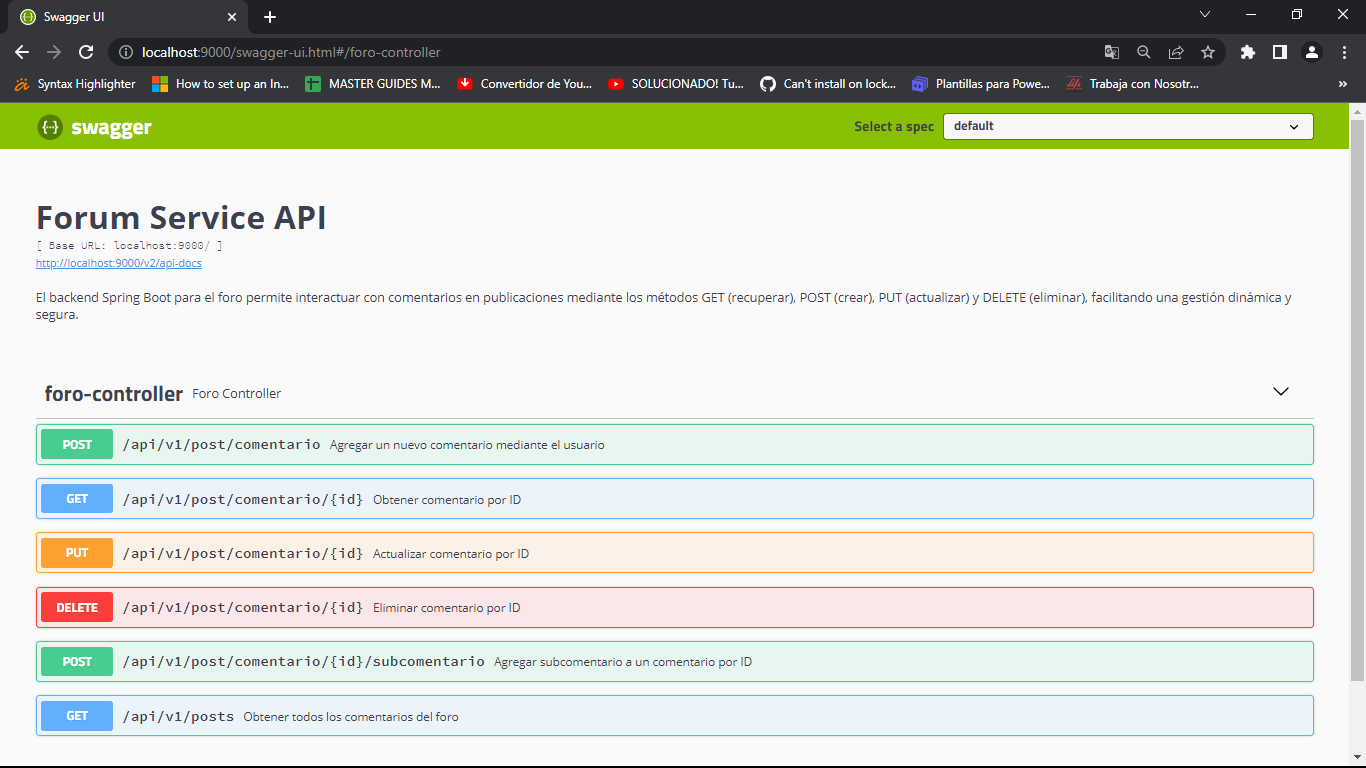 Swagger UI
localhost:9000/swagger-ui.html#/foro-controller
Syntax Highlighter
How to set up an In...
MASTER GUIDES M...
Convertidor de You...
SOLUCIONADO! Tu...
Can't install on lock...
Plantillas para Powe...
Trabaja con Nosotr...
»
{···} swagger
Select a spec
default
Forum Service API
[ Base URL: localhost:9000/ ]
http://localhost:9000/v2/api-docs
El backend Spring Boot para el foro permite interactuar con comentarios en publicaciones mediante los métodos GET (recuperar), POST (crear), PUT (actualizar) y DELETE (eliminar), facilitando una gestión dinámica y
segura.
foro-controller Foro Controller
POST /api/v1/post/comentario Agregar un nuevo comentario mediante el usuario
GET /api/v1/post/comentario/{id} Obtener comentario por ID
PUT /api/v1/post/comentario/{id} Actualizar comentario por ID
DELETE /api/v1/post/comentario/{id} Eliminar comentario por ID
POST /api/v1/post/comentario/{id}/subcomentario Agregar subcomentario a un comentario por ID
GET /api/v1/posts Obtener todos los comentarios del foro